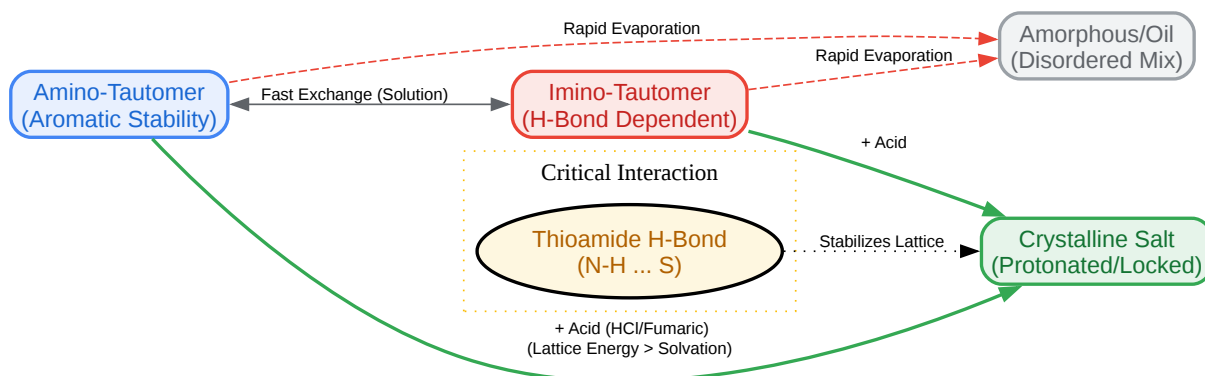 Rapid Evaporation
Amorphous/Oil
(Disordered Mix)
Rapid Evaporation
Amino-Tautomer
(Aromatic Stability)
Fast Exchange (Solution)
Imino-Tautomer
(H-Bond Dependent)
+ Acid
Critical Interaction
Thioamide H-Bond
(N-H ... S)
Stabilizes Lattice
Crystalline Salt
(Protonated/Locked)
+ Acid (HCl/Fumaric)
(Lattice Energy > Solvation)